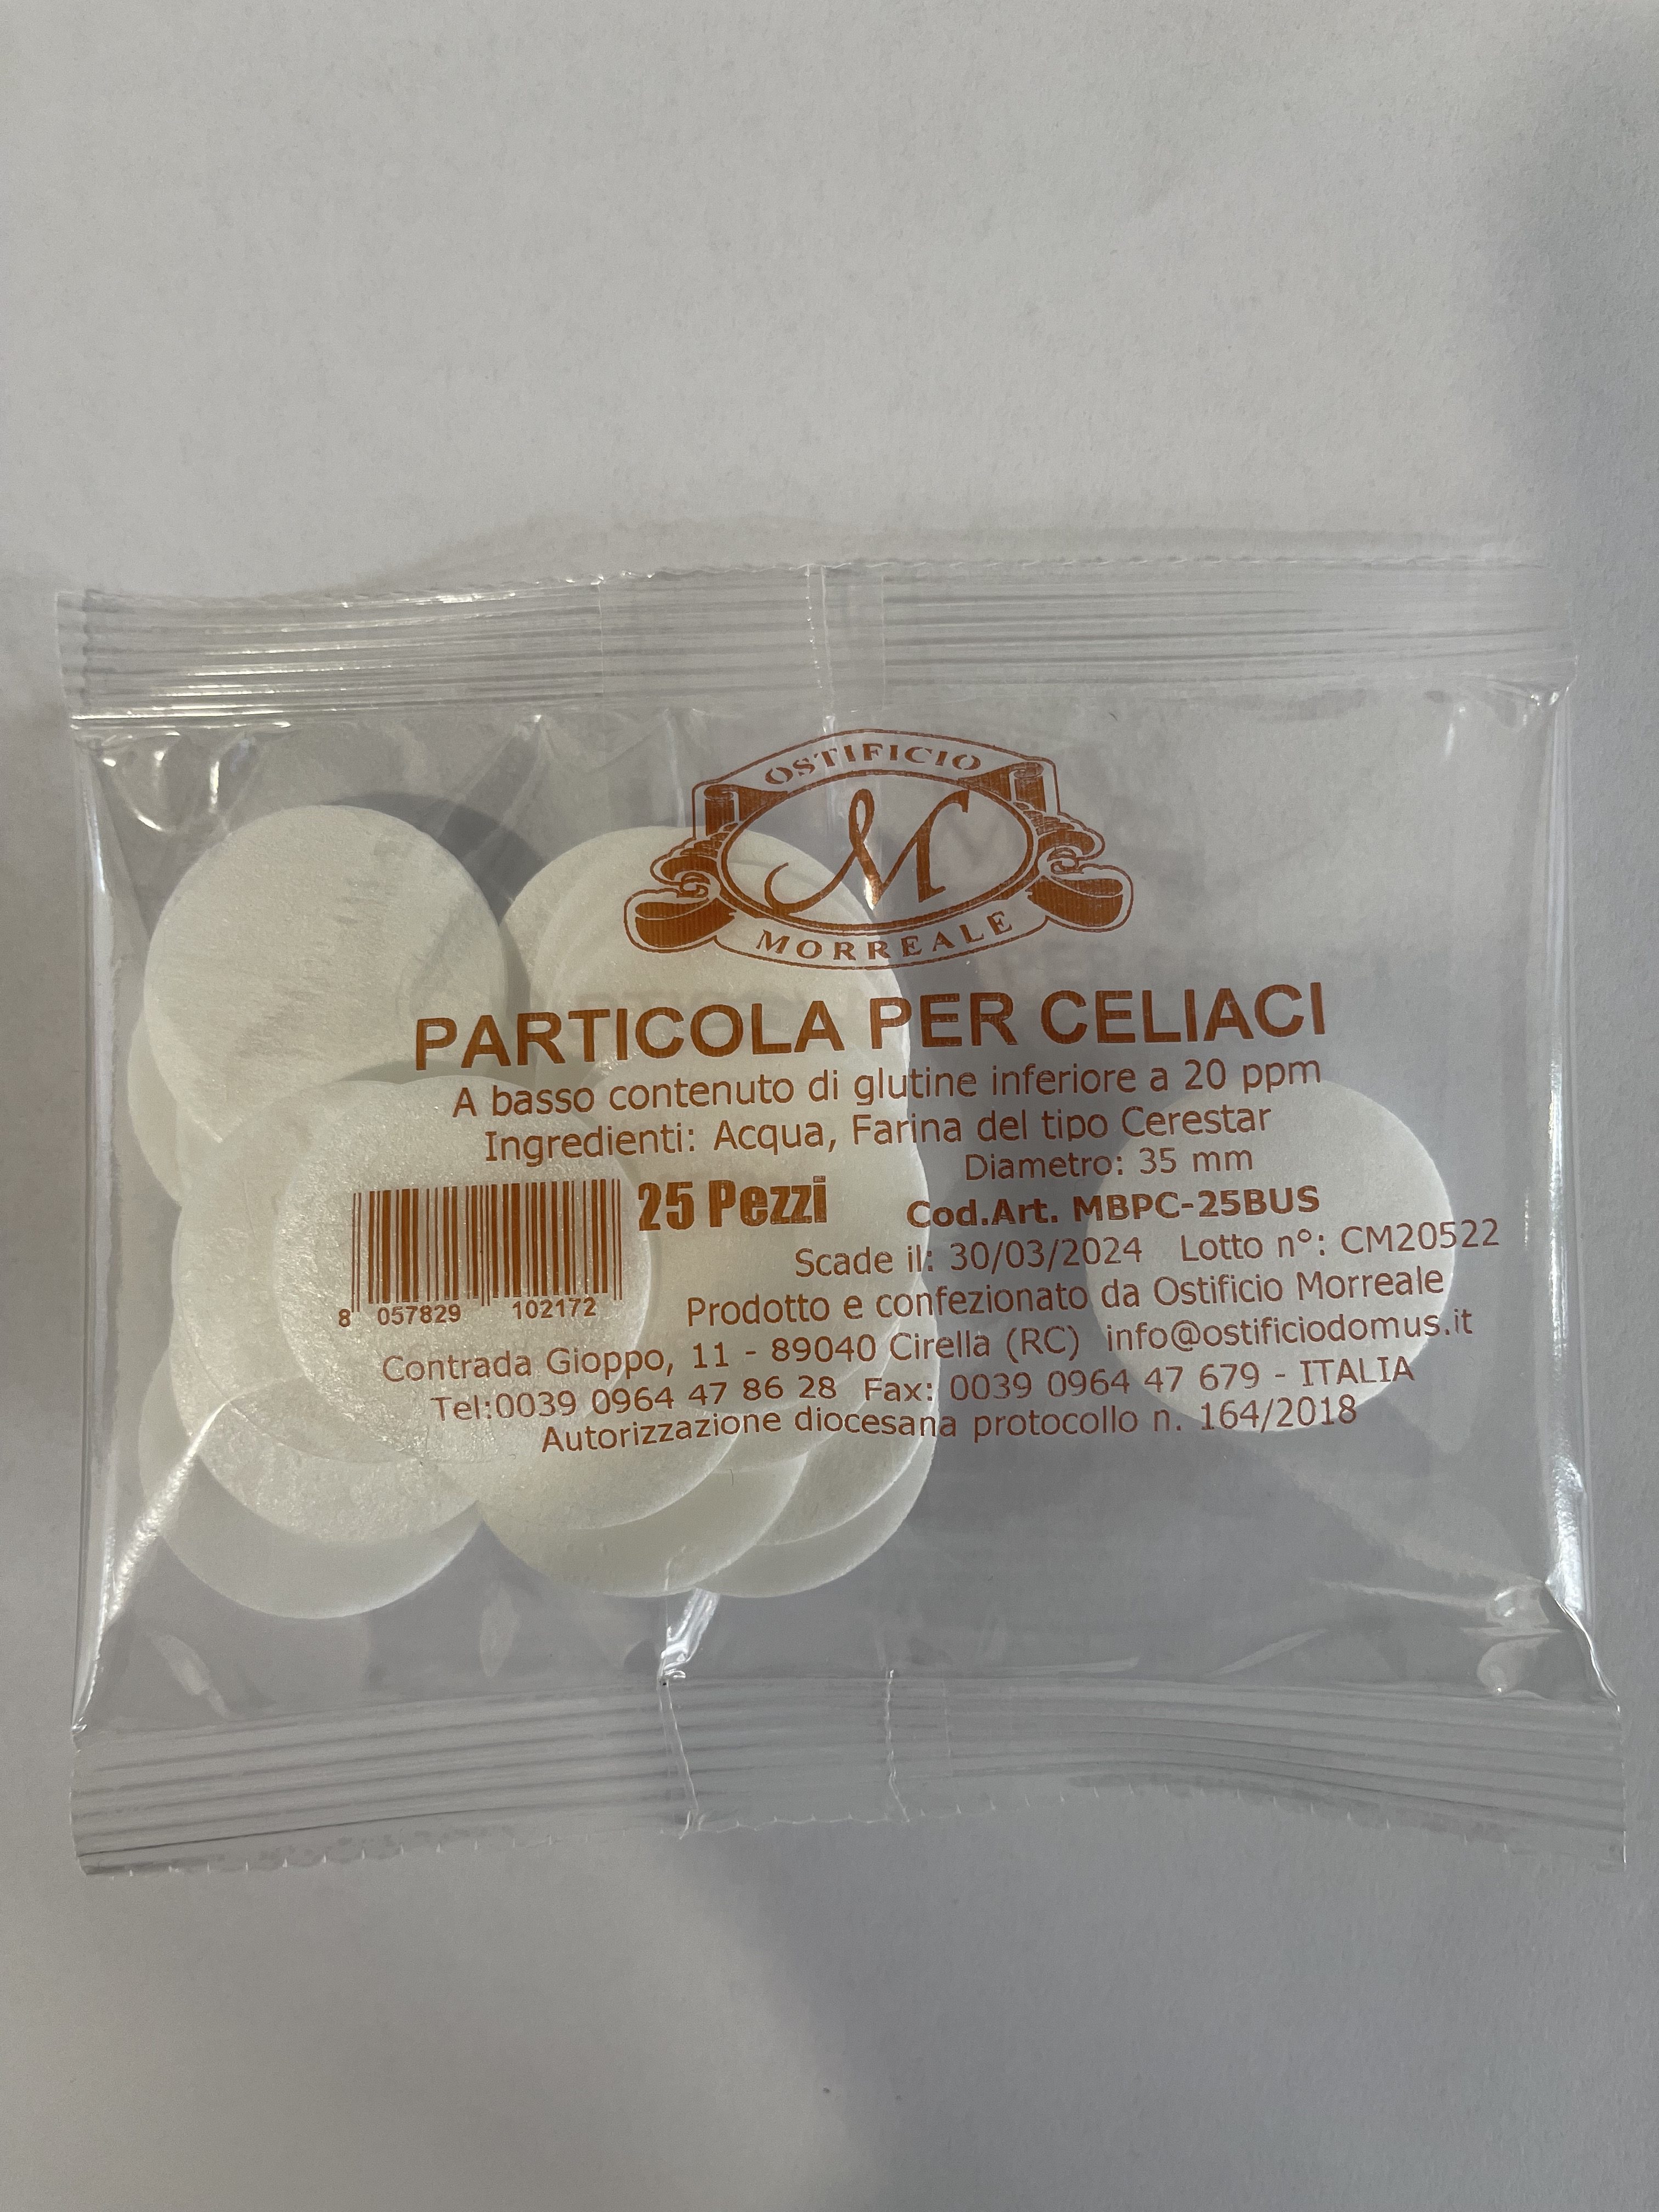 OSTIFICIO
M
MORREALE
PARTICOLA PER CELIACI
A basso contenuto di glutine inferiore a 20 ppm
Ingredienti: Acqua, Farina del tipo Cerestar
Diametro: 35 mm
25 Pezzi Cod.Art. MBPC-25BUS
Scade il: 30/03/2024 Lotto n°: CM20522
8 057829 102172
Prodotto e confezionato da Ostificio Morreale
Contrada Gioppo, 11 - 89040 Cirella (RC) info@ostificiodomus.it
Tel:0039 0964 47 86 28 Fax: 0039 0964 47 679 - ITALIA
Autorizzazione diocesana protocollo n. 164/2018